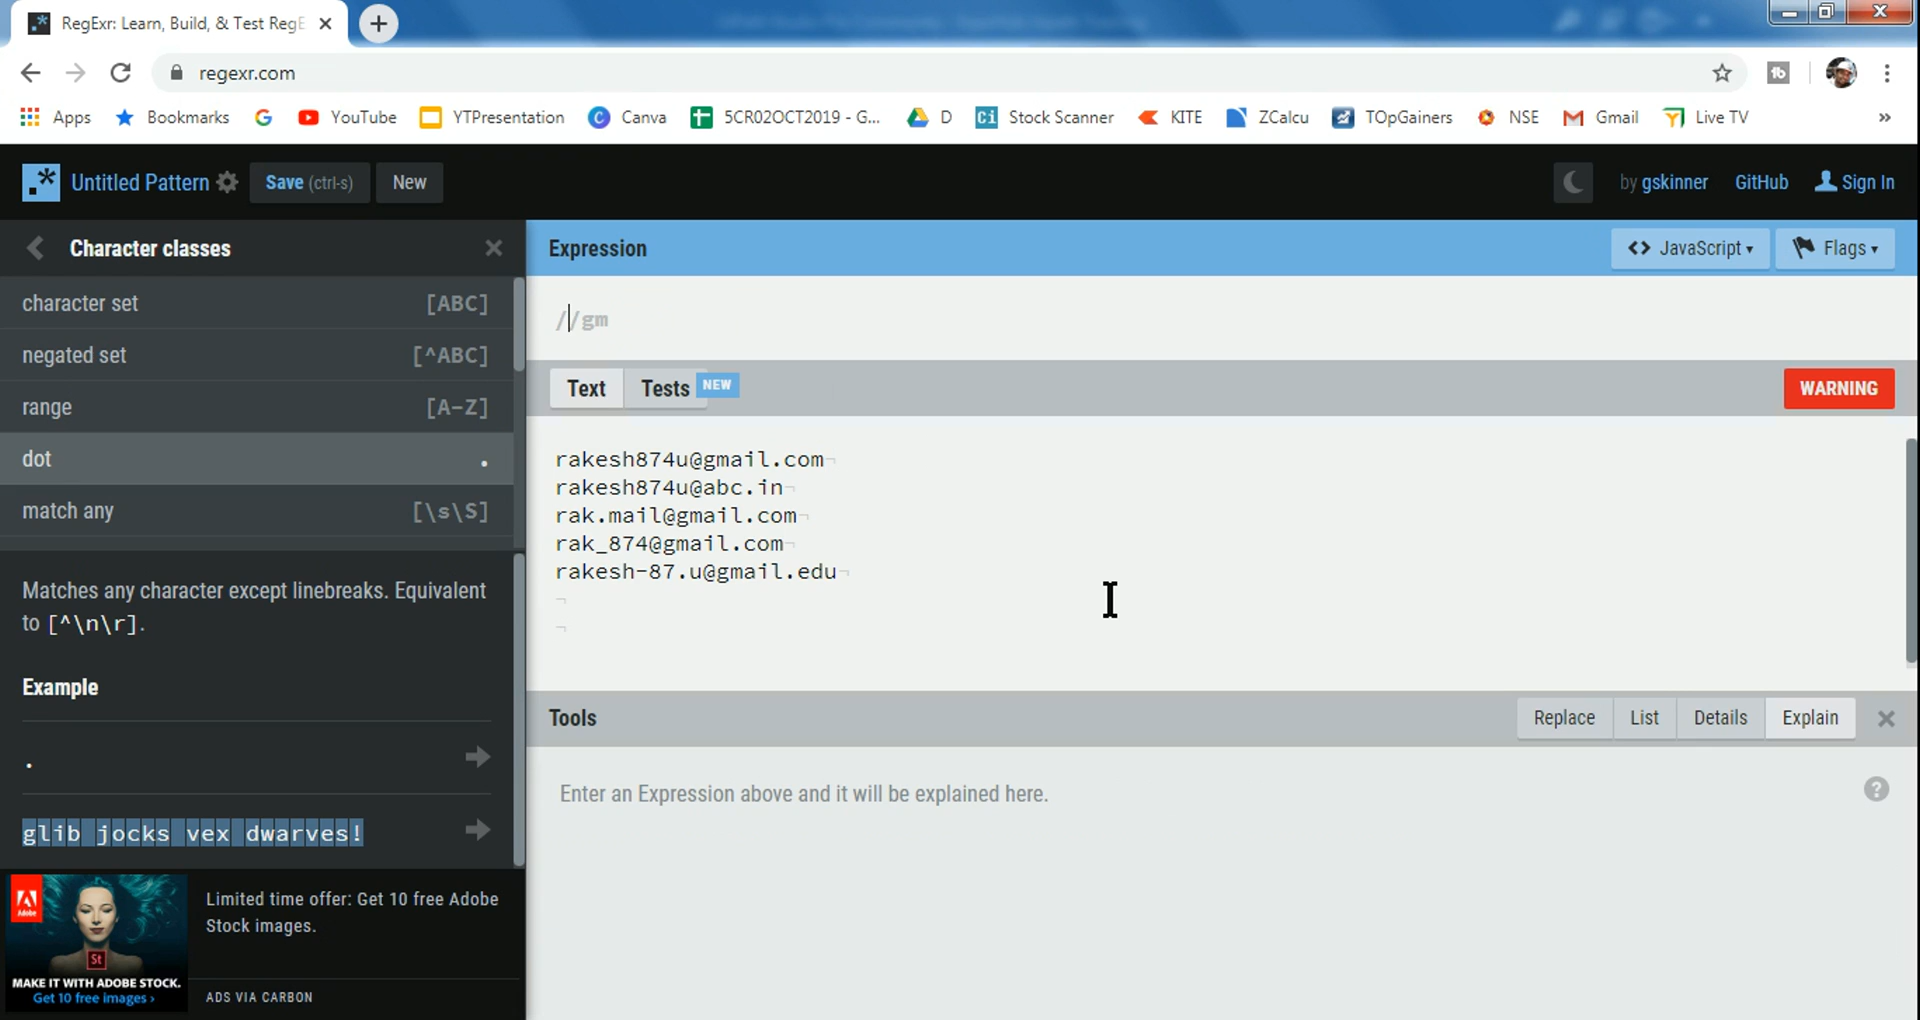 RegExr: Learn, Build, & Test RegE
regexr.com
Apps
Bookmarks
YouTube
YTPresentation
Canva
5CR02OCT2019 - G...
D
Ci
Stock Scanner
KITE
ZCalcu
TOpGainers
NSE
Gmail
Live TV
»
.*
Untitled Pattern
Save (ctrl-s)
New
by gskinner
GitHub
Sign In
Character classes
character set [ABC]
negated set [^ABC]
range [A-Z]
dot .
match any [\s\S]
Matches any character except linebreaks. Equivalent
to [^\n\r].
Example
.
glib jocks vex dwarves!
Adobe
St
MAKE IT WITH ADOBE STOCK.
Get 10 free images ›
Limited time offer: Get 10 free Adobe
Stock images.
ADS VIA CARBON
Expression
<> JavaScript
Flags
//gm
Text
Tests
NEW
WARNING
rakesh874u@gmail.com¬
rakesh874u@abc.in¬
rak.mail@gmail.com¬
rak_874@gmail.com¬
rakesh-87.u@gmail.edu¬
¬
¬
Tools
Replace
List
Details
Explain
Enter an Expression above and it will be explained here.
?